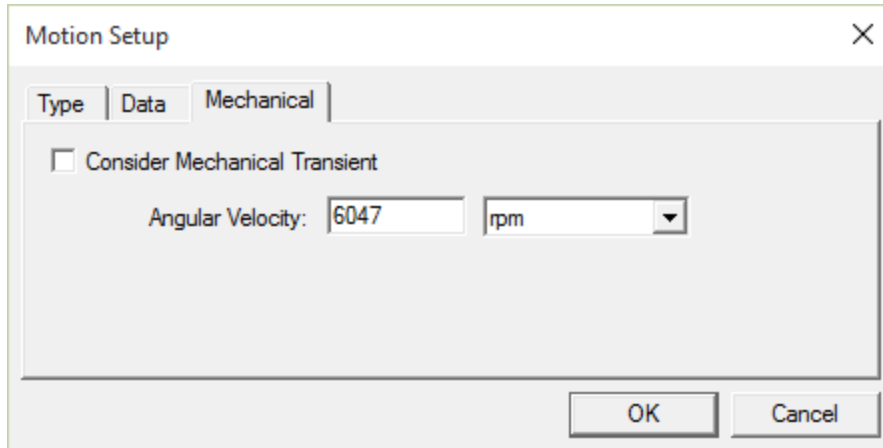 Motion Setup
Type Data Mechanical
Consider Mechanical Transient
Angular Velocity: 6047 rpm
OK Cancel